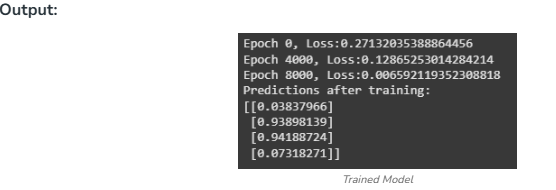 Output:
Epoch 0, Loss:0.27132035388864456
Epoch 4000, Loss:0.12865253014284214
Epoch 8000, Loss:0.006592119352308818
Predictions after training:
[[0.03837966]
[0.93898139]
[0.94188724]
[0.07318271]]
Trained Model